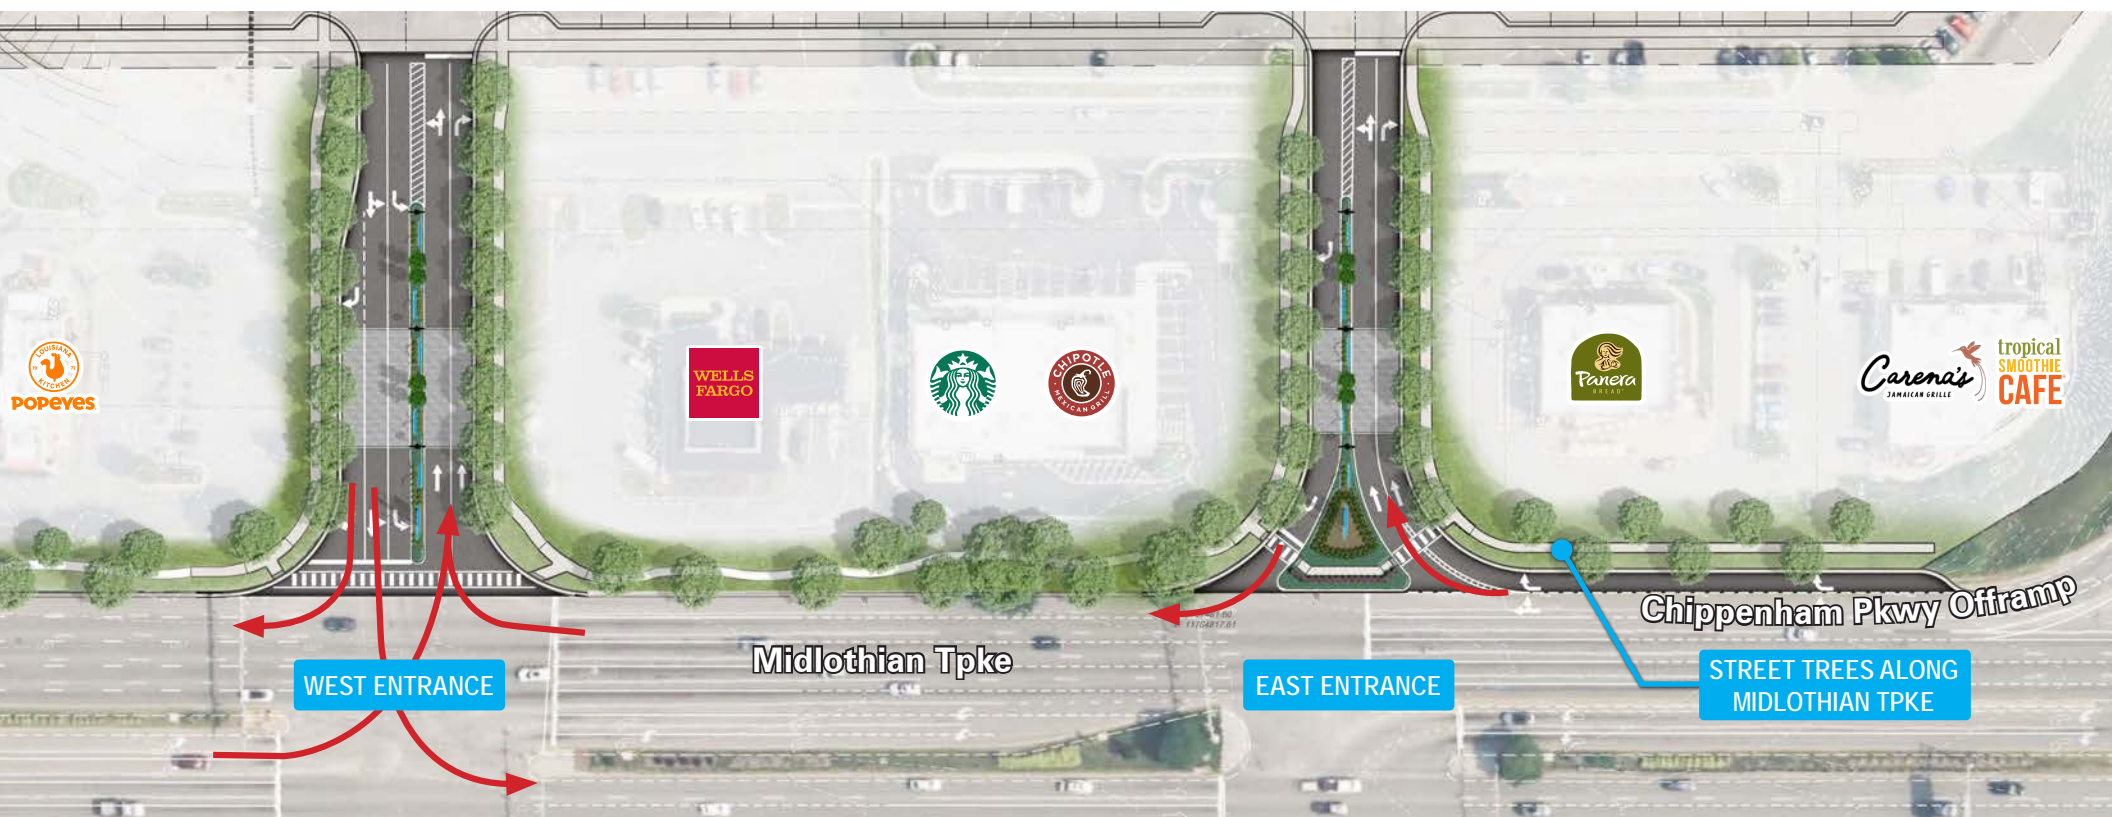 LOUISIANA
KITCHEN
POPEYES
WELLS
FARGO
CHIPOTLE
MEXICAN GRILL
Panera
BREAD
Carena's
JAMAICAN GRILLE
tropical
SMOOTHIE
CAFE
Chippenham Pkwy Offramp
Midlothian Tpke
WEST ENTRANCE
EAST ENTRANCE
STREET TREES ALONG
MIDLOTHIAN TPKE